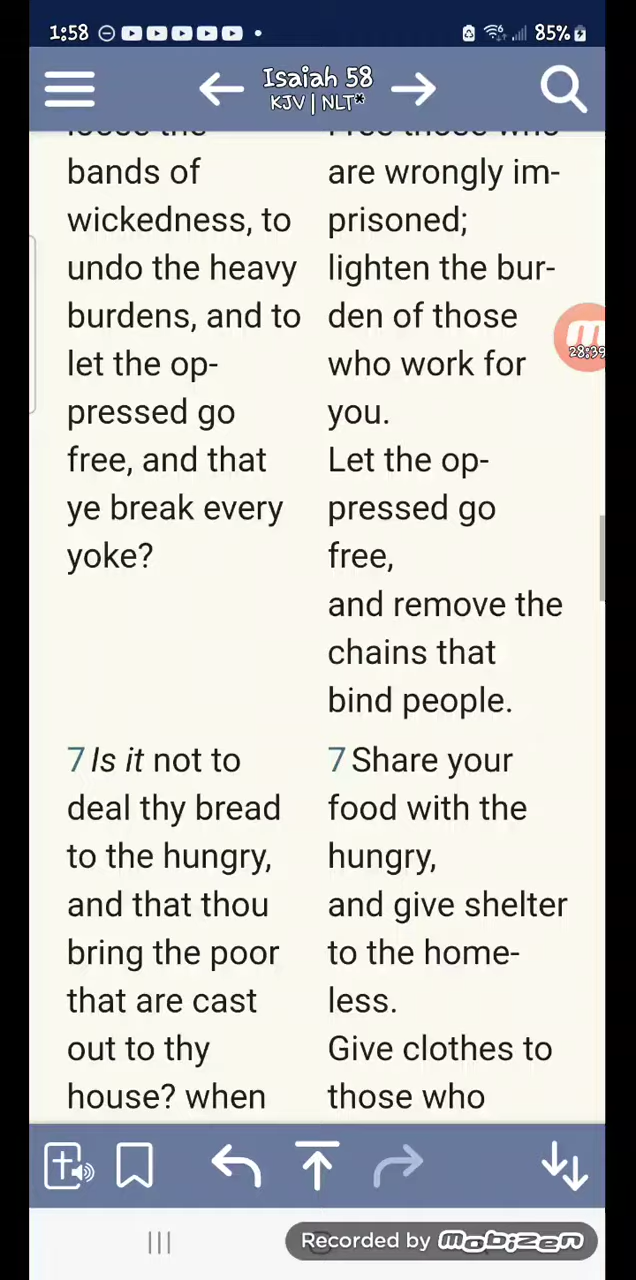 1:58
85%
Isaiah 58
KJV | NLT*
loose the
bands of
wickedness, to
undo the heavy
burdens, and to
let the op-
pressed go
free, and that
ye break every
yoke?
Free those who
are wrongly im-
prisoned;
lighten the bur-
den of those
who work for
you.
Let the op-
pressed go
free,
and remove the
chains that
bind people.
28:39
7 Is it not to
deal thy bread
to the hungry,
and that thou
bring the poor
that are cast
out to thy
house? when
7 Share your
food with the
hungry,
and give shelter
to the home-
less.
Give clothes to
those who
Recorded by mobizen